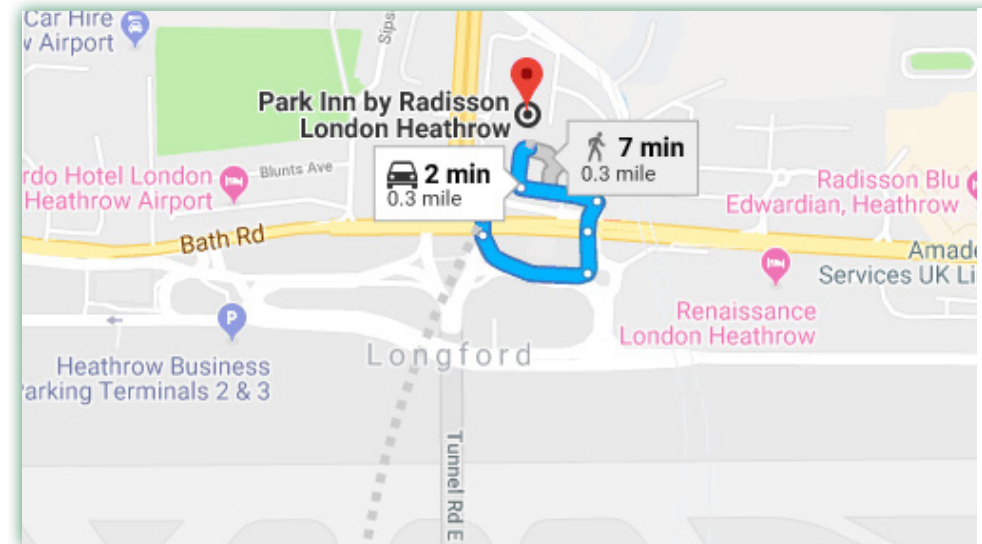 Car Hire
w Airport
Sips
Park Inn by Radisson
London Heathrow
2 min
0.3 mile
7 min
0.3 mile
rdo Hotel London
Heathrow Airport
Blunts Ave
Radisson Blu
Edwardian, Heathrow
Bath Rd
Amade
Services UK Li
Renaissance
London Heathrow
P
Heathrow Business
Parking Terminals 2 & 3
Longford
Tunnel Rd E